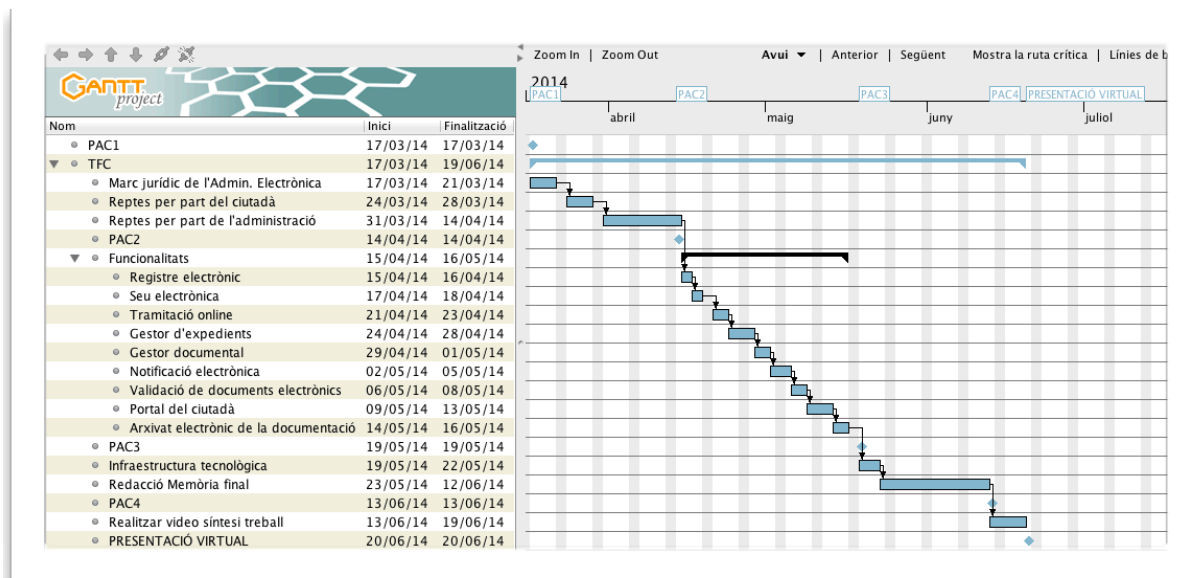 Zoom In | Zoom Out Avui | Anterior | Següent Mostra la ruta crítica | Línies de b
GANTT
project
2014
PAC1 PAC2 PAC3 PAC4 PRESENTACIÓ VIRTUAL
abril maig juny juliol
Nom Inici Finalització
PAC1 17/03/14 17/03/14
TFC 17/03/14 19/06/14
Marc jurídic de l'Admin. Electrònica 17/03/14 21/03/14
Reptes per part del ciutadà 24/03/14 28/03/14
Reptes per part de l'administració 31/03/14 14/04/14
PAC2 14/04/14 14/04/14
Funcionalitats 15/04/14 16/05/14
Registre electrònic 15/04/14 16/04/14
Seu electrònica 17/04/14 18/04/14
Tramitació online 21/04/14 23/04/14
Gestor d'expedients 24/04/14 28/04/14
Gestor documental 29/04/14 01/05/14
Notificació electrònica 02/05/14 05/05/14
Validació de documents electrònics 06/05/14 08/05/14
Portal del ciutadà 09/05/14 13/05/14
Arxivat electrònic de la documentació 14/05/14 16/05/14
PAC3 19/05/14 19/05/14
Infraestructura tecnològica 19/05/14 22/05/14
Redacció Memòria final 23/05/14 12/06/14
PAC4 13/06/14 13/06/14
Realitzar video síntesi treball 13/06/14 19/06/14
PRESENTACIÓ VIRTUAL 20/06/14 20/06/14